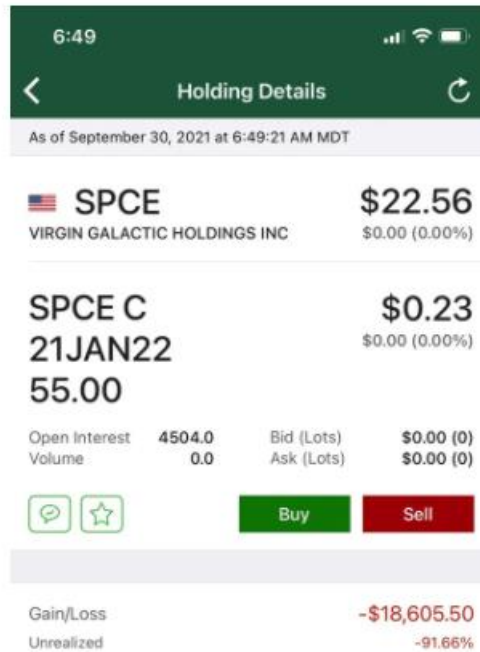 6:49
Holding Details
As of September 30, 2021 at 6:49:21 AM MDT
SPCE $22.56
VIRGIN GALACTIC HOLDINGS INC $0.00 (0.00%)
SPCE C $0.23
21JAN22 $0.00 (0.00%)
55.00
Open Interest 4504.0 Bid (Lots) $0.00 (0)
Volume 0.0 Ask (Lots) $0.00 (0)
Buy Sell
Gain/Loss -$18,605.50
Unrealized -91.66%